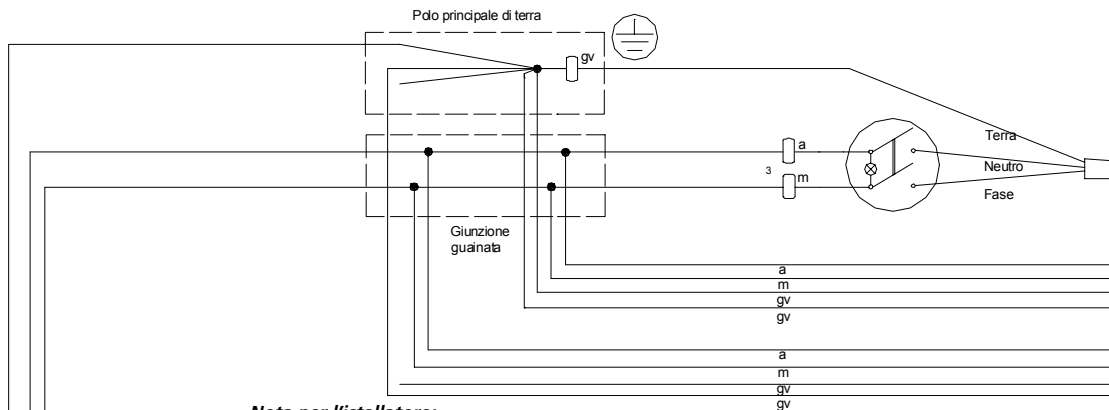 Polo principale di terra
gv
Terra
a
Neutro
3
m
Fase
Giunzione
guainata
a
m
gv
gv
a
m
gv
gv